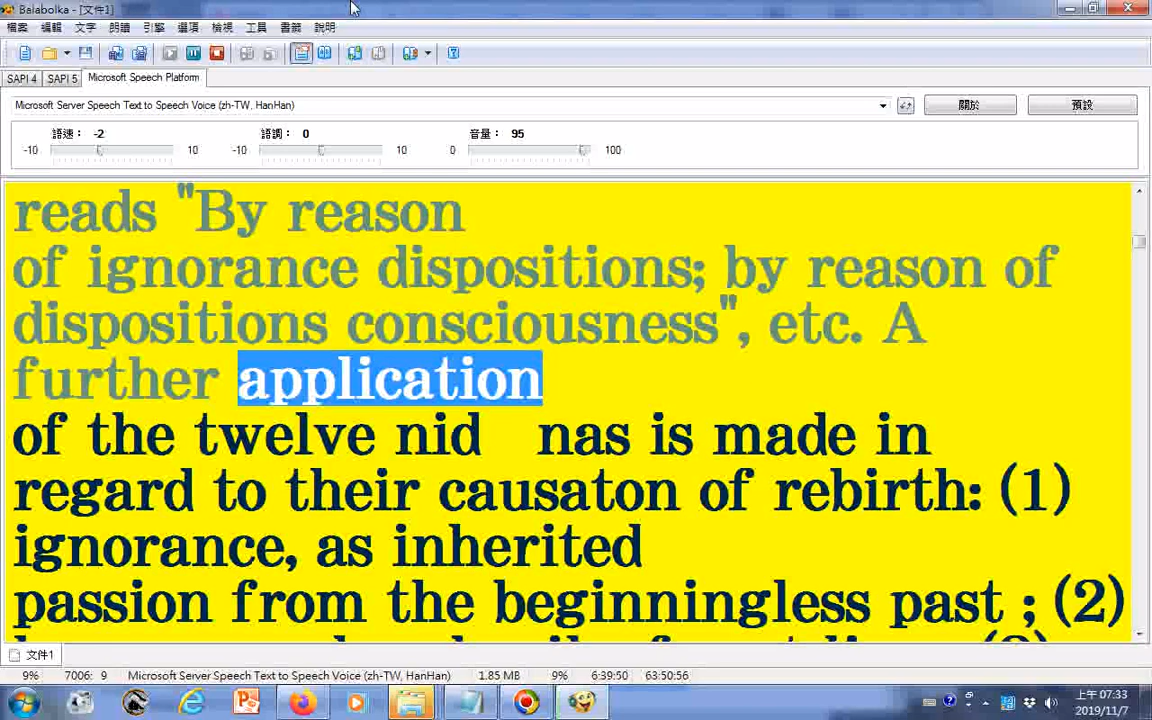 Balabolka - [文件1]
檔案 編輯 文字 朗讀 引擎 選項 檢視 工具 書籤 說明
SAPI 4 SAPI 5 Microsoft Speech Platform
Microsoft Server Speech Text to Speech Voice (zh-TW, HanHan) 關於 預設
語速： -2 語調： 0 音量： 95
-10 10 -10 10 0 100
reads "By reason
of ignorance dispositions; by reason of
dispositions consciousness", etc. A
further application
of the twelve nid nas is made in
regard to their causaton of rebirth: (1)
ignorance, as inherited
passion from the beginningless past ; (2)
文件1
9% 7006: 9 Microsoft Server Speech Text to Speech Voice (zh-TW, HanHan) 1.85 MB 9% 6:39:50 63:50:56
上午 07:33
2019/11/7